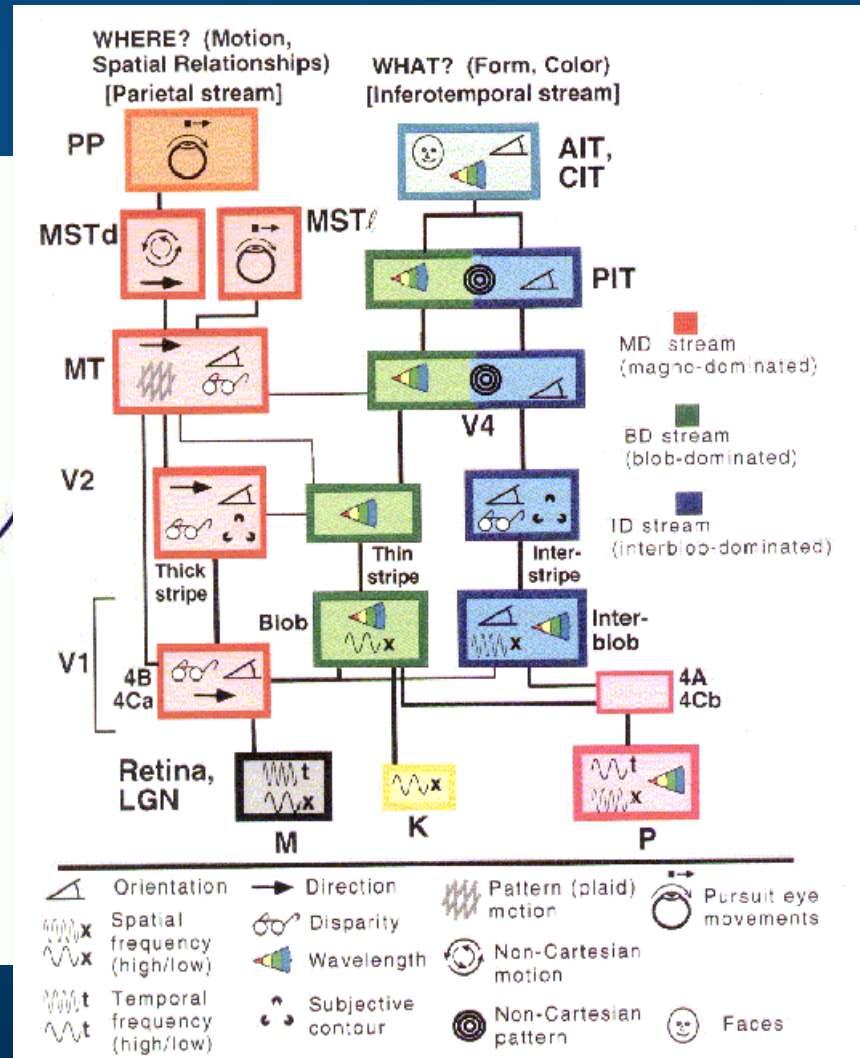 WHERE? (Motion,
Spatial Relationships)
[Parietal stream]
WHAT? (Form, Color)
[Inferotemporal stream]
PP
AIT,
CIT
MSTd
MSTℓ
PIT
MT
V4
MD stream
(magno-dominated)
BD stream
(blob-dominated)
ID stream
(interblob-dominated)
V2
Thick
stripe
Thin
stripe
Inter-
stripe
Blob
Inter-
blob
V1
x
x
4B
4Ca
4A
4Cb
Retina,
LGN
t
x
x
t
x
M
K
P
Orientation
Direction
Pattern (plaid)
motion
Pursuit eye
movements
x
x
Spatial
frequency
(high/low)
Disparity
Wavelength
Non-Cartesian
motion
t
t
Temporal
frequency
(high/low)
Subjective
contour
Non-Cartesian
pattern
Faces